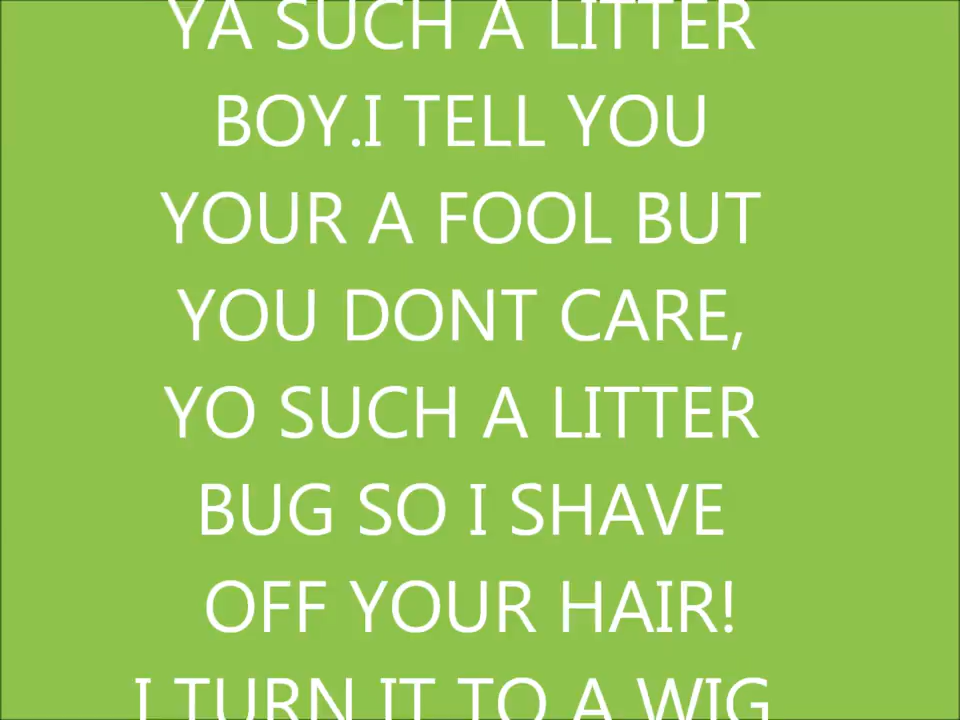 YA SUCH A LITTER
BOY.I TELL YOU
YOUR A FOOL BUT
YOU DONT CARE,
YO SUCH A LITTER
BUG SO I SHAVE
OFF YOUR HAIR!
I TURN IT TO A WIG